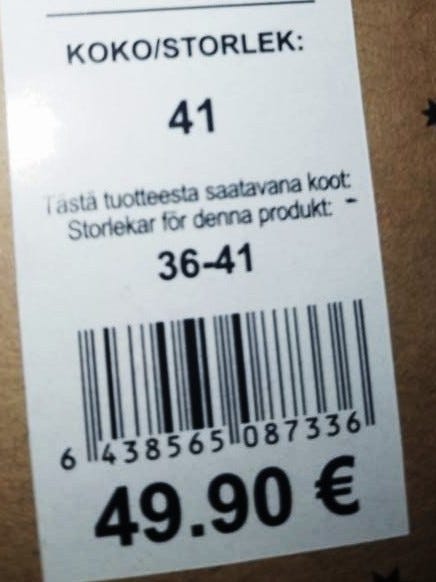 KOKO/STORLEK:
41
Tästä tuotteesta saatavana koot:
Storlekar för denna produkt: -
36-41
6 438565 087336
49.90 €